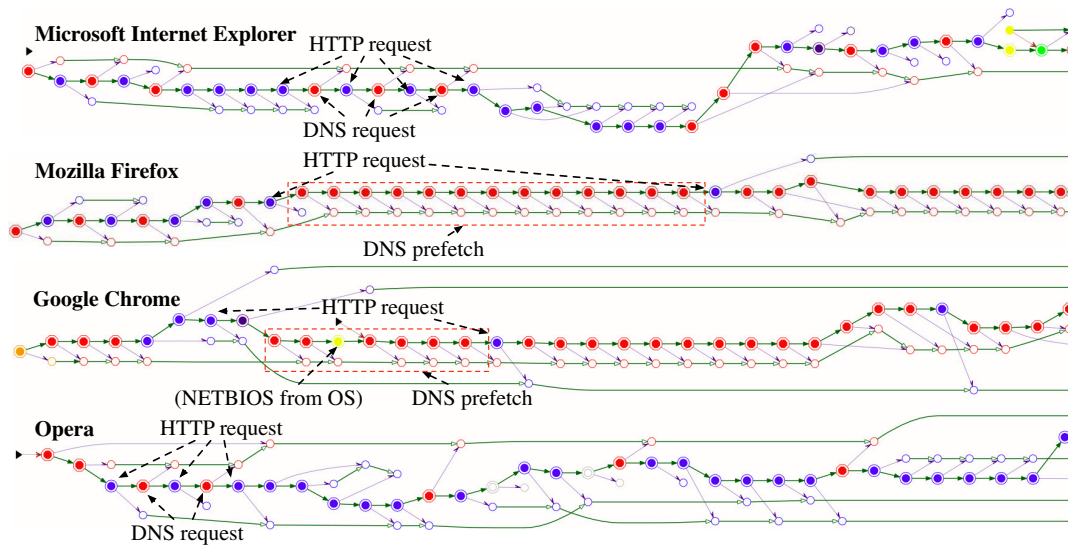 Microsoft Internet Explorer
HTTP request
DNS request
Mozilla Firefox
HTTP request
DNS prefetch
Google Chrome
HTTP request
(NETBIOS from OS)
DNS prefetch
Opera
HTTP request
DNS request